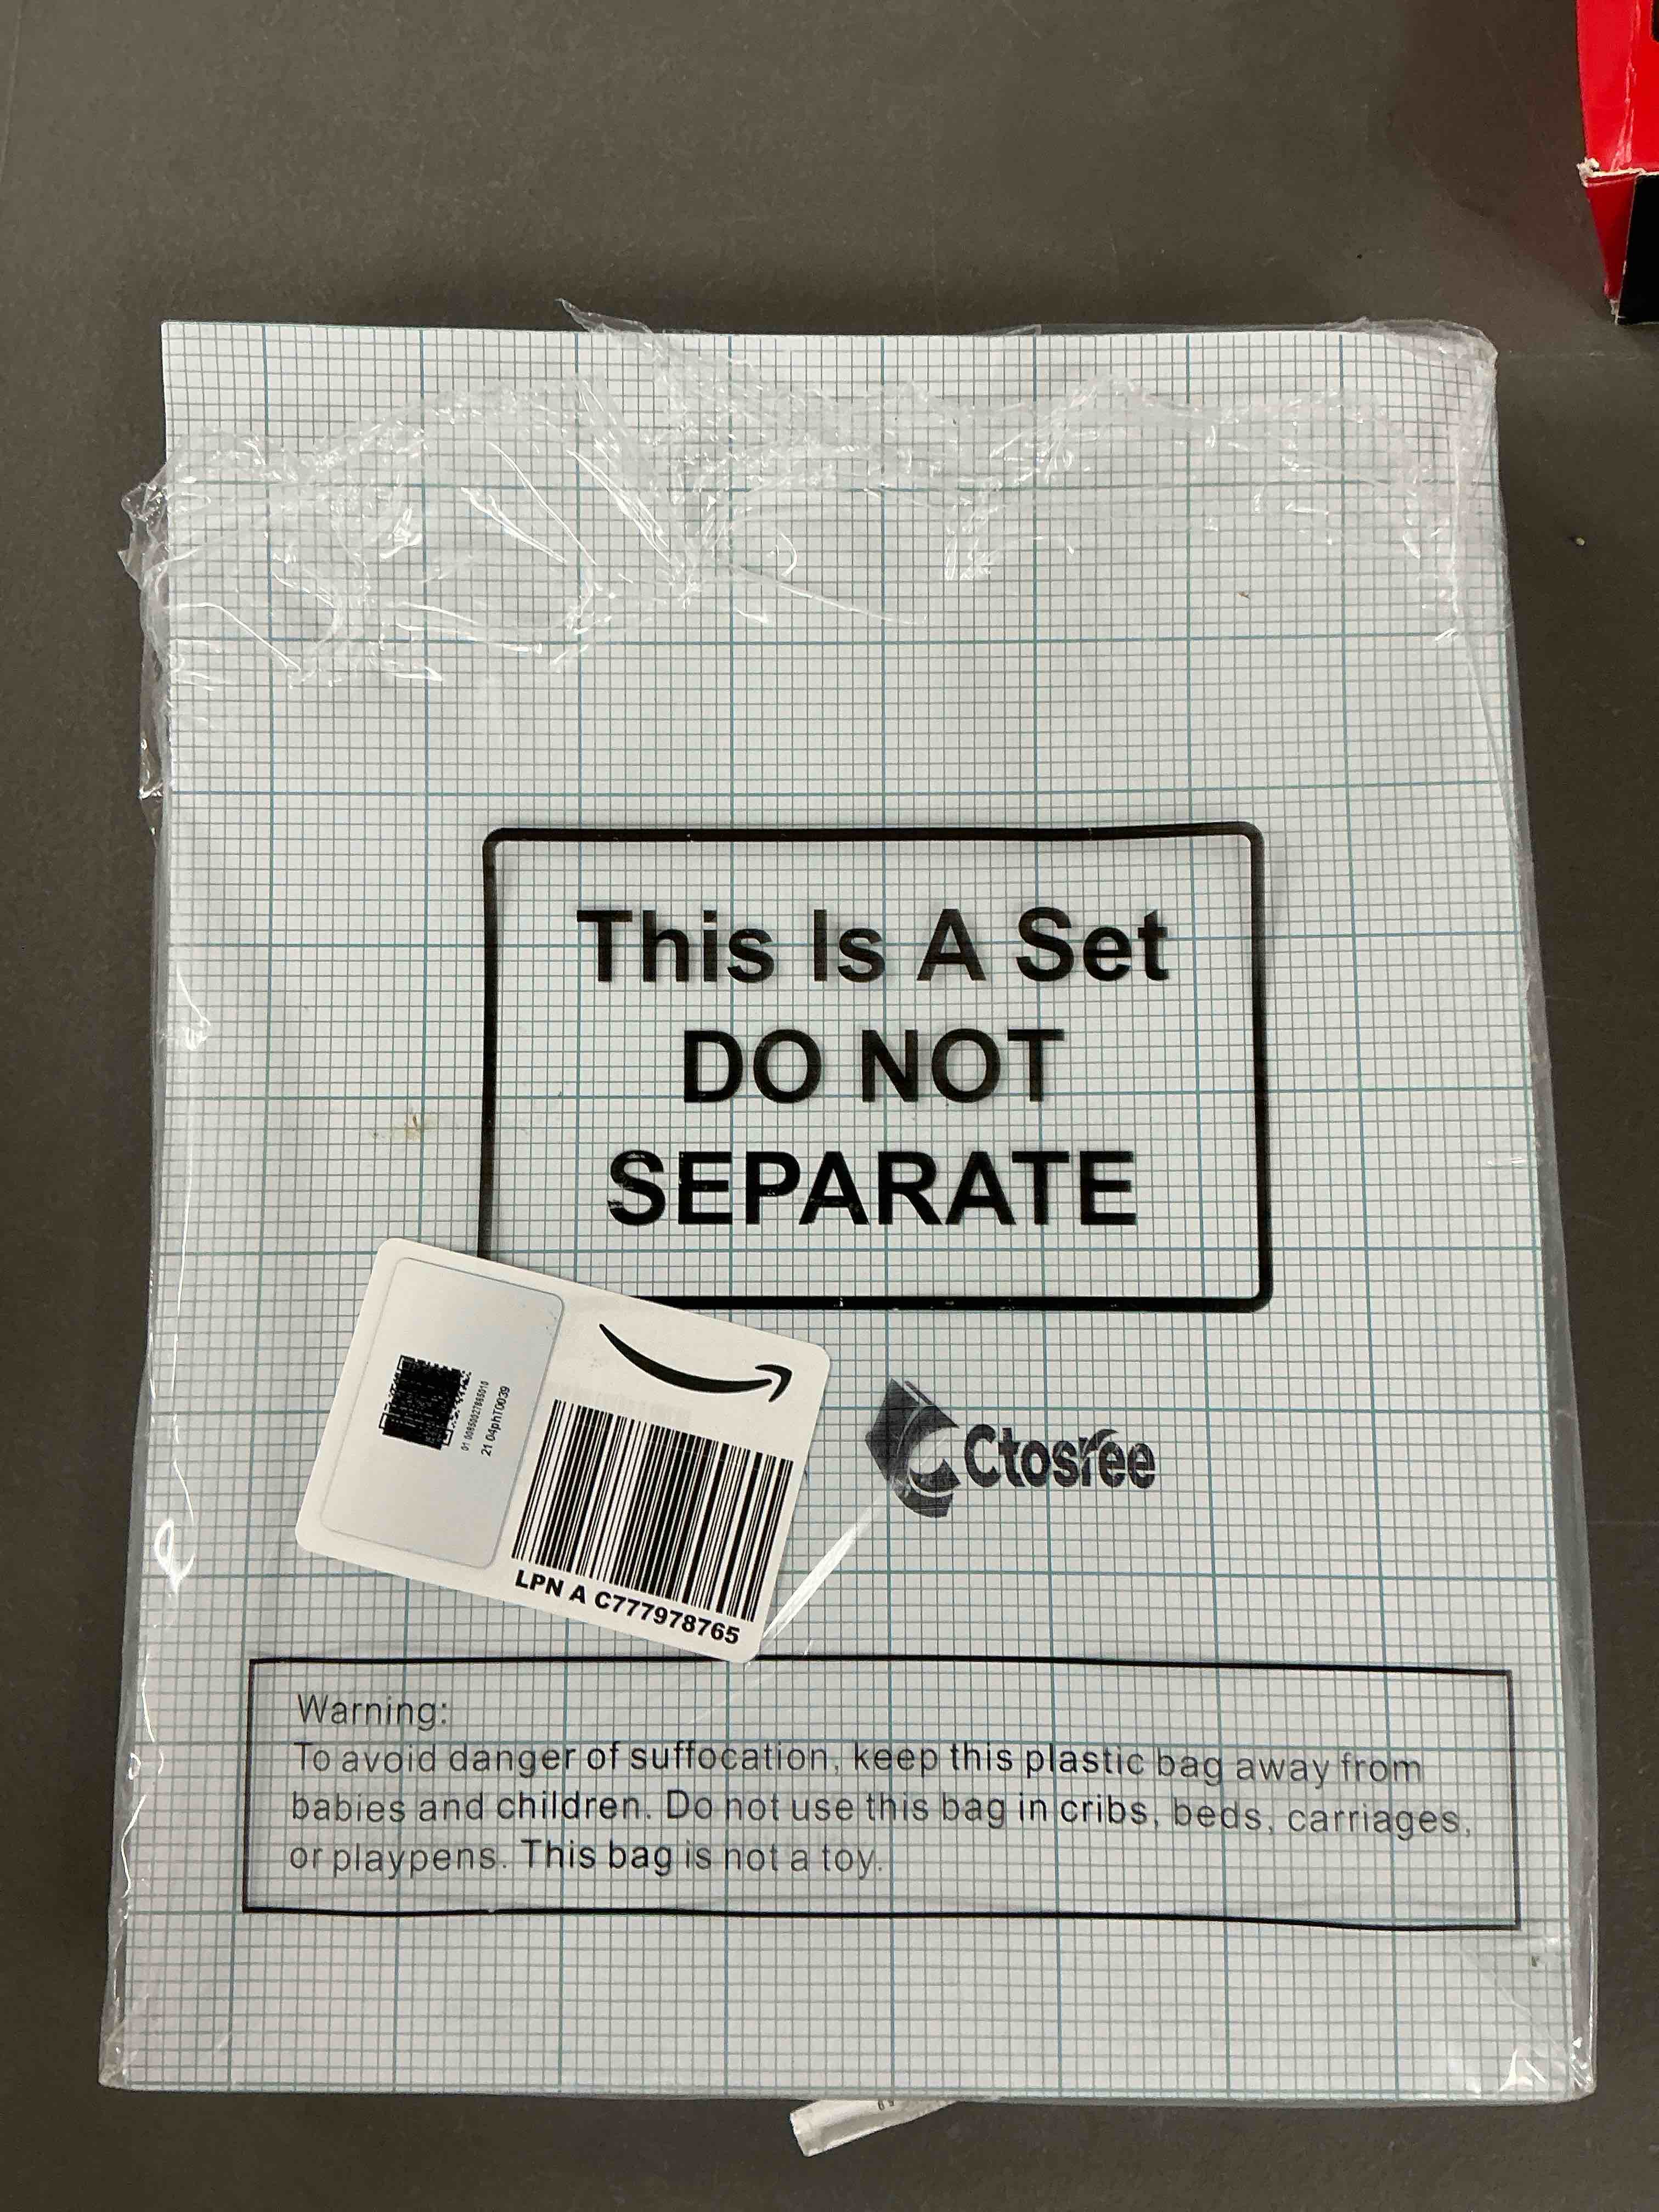 This Is A Set
DO NOT
SEPARATE
21 04phT0039
LPN A C777978765
Ctosree
Warning:
To avoid danger of suffocation, keep this plastic bag away from
babies and children. Do not use this bag in cribs, beds, carriages,
or playpens. This bag is not a toy.